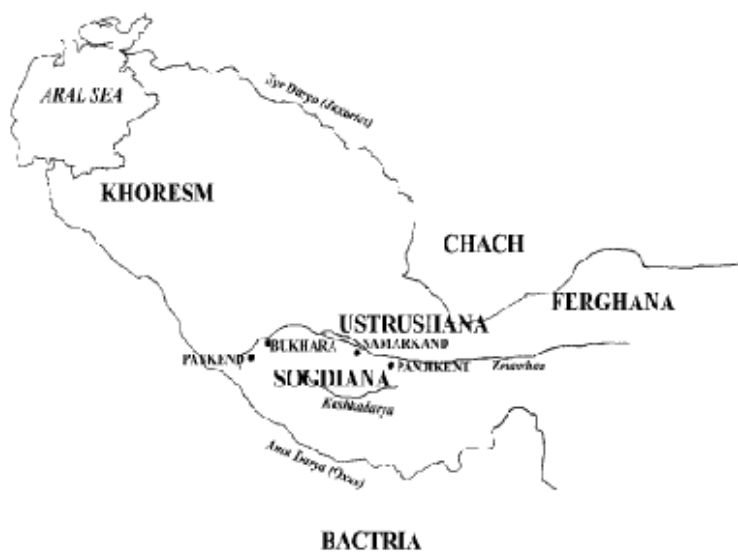 ARAL SEA
Syr Darya (Jaxartes)
KHORESM
CHACH
FERGHANA
USTRUSHANA
SAMARKAND
BUKHARA
PAYKEND
PANJIKENT
SOGDIANA
Kashkadarya
Amu Darya (Oxus)
BACTRIA